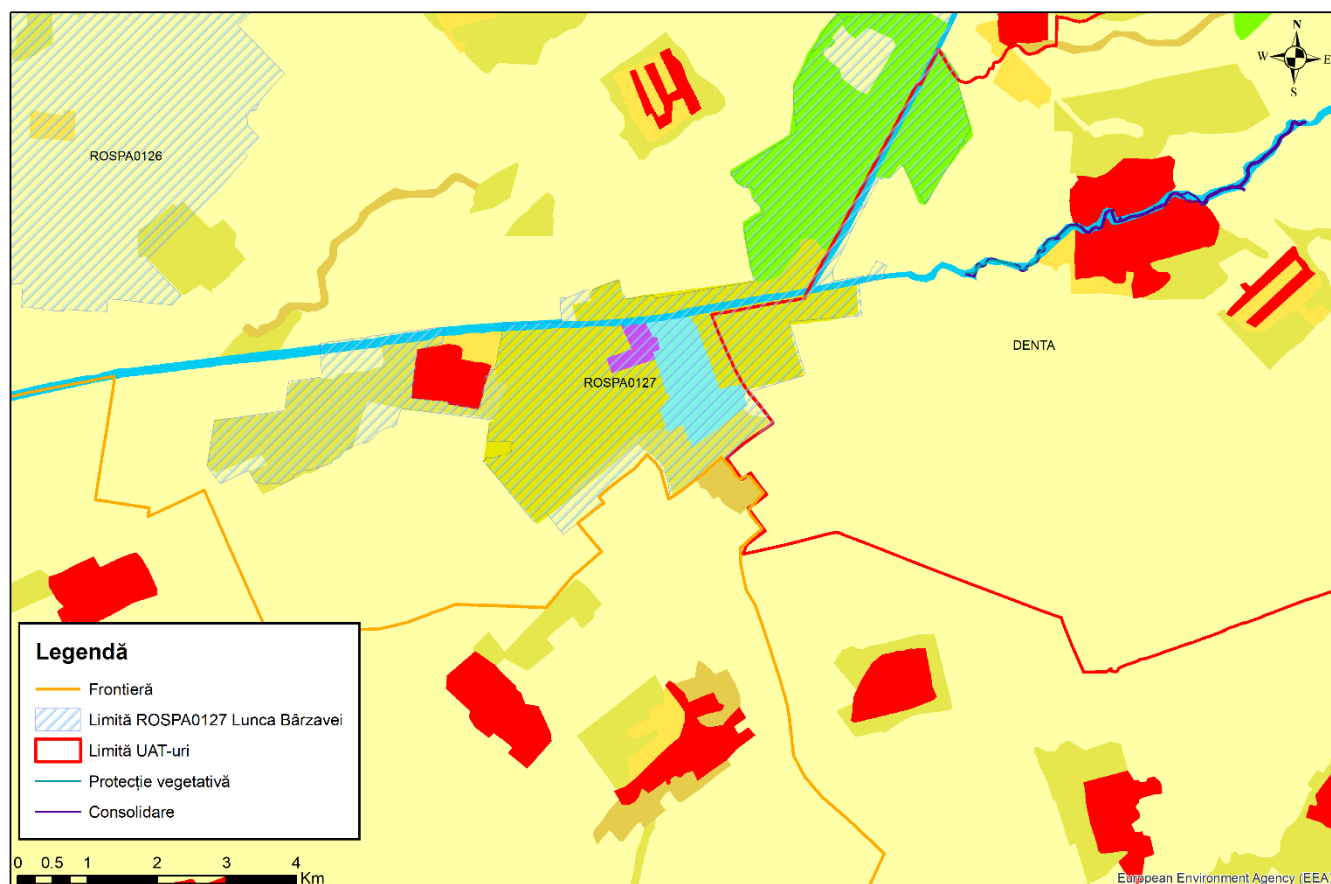 N
W E
S
ROSPA0126
DENTA
ROSPA0127
Legendă
Frontieră
Limită ROSPA0127 Lunca Bârzavei
Limită UAT-uri
Protecție vegetativă
Consolidare
0 0.5 1 2 3 4
Km
European Environment Agency (EEA)